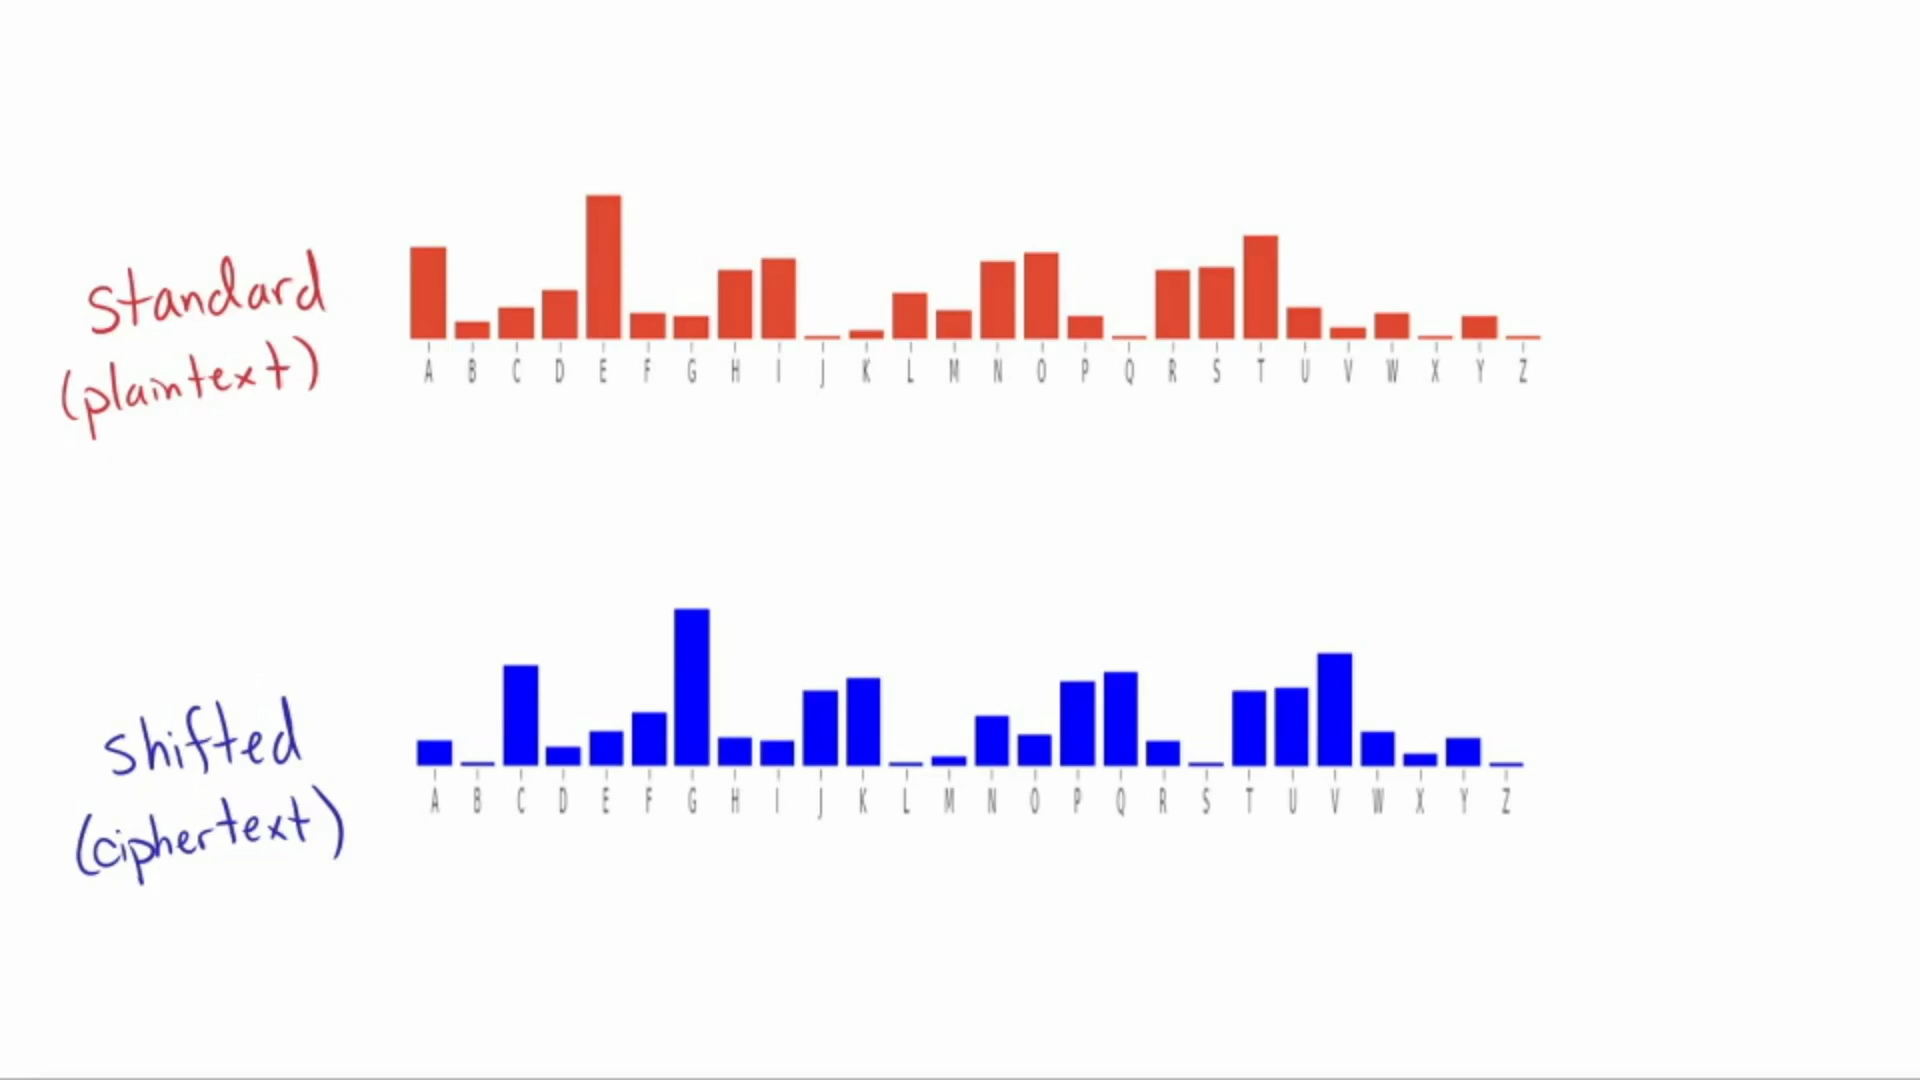 Standard
(plaintext)
A B C D E F G H I J K L M N O P Q R S T U V W X Y Z
shifted
(ciphertext)
A B C D E F G H I J K L M N O P Q R S T U V W X Y Z